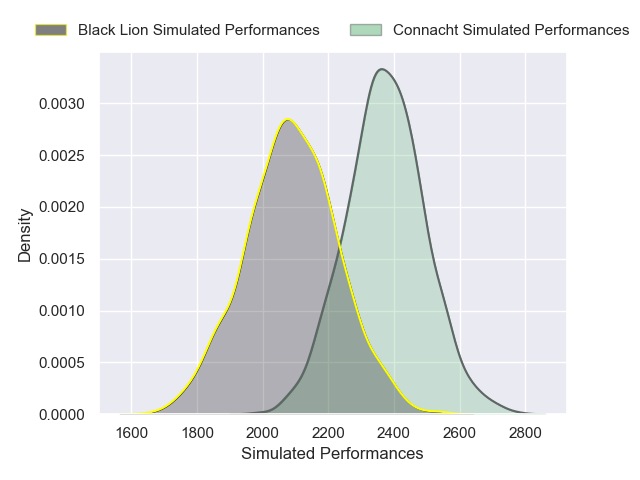 Black Lion Simulated Performances
Connacht Simulated Performances
0.0030
0.0025
0.0020
0.0015
0.0010
0.0005
0.0000
Density
1600 1800 2000 2200 2400 2600 2800
Simulated Performances